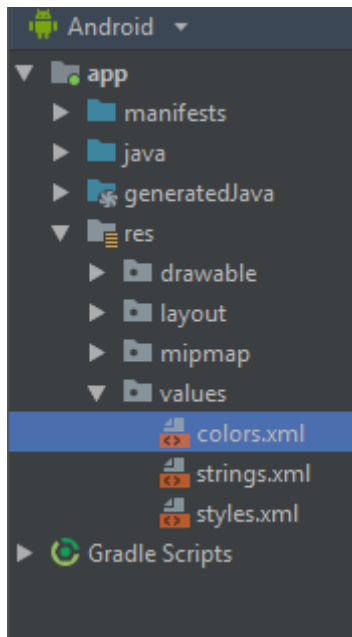 Android
app
manifests
java
generatedJava
res
drawable
layout
mipmap
values
colors.xml
strings.xml
styles.xml
Gradle Scripts